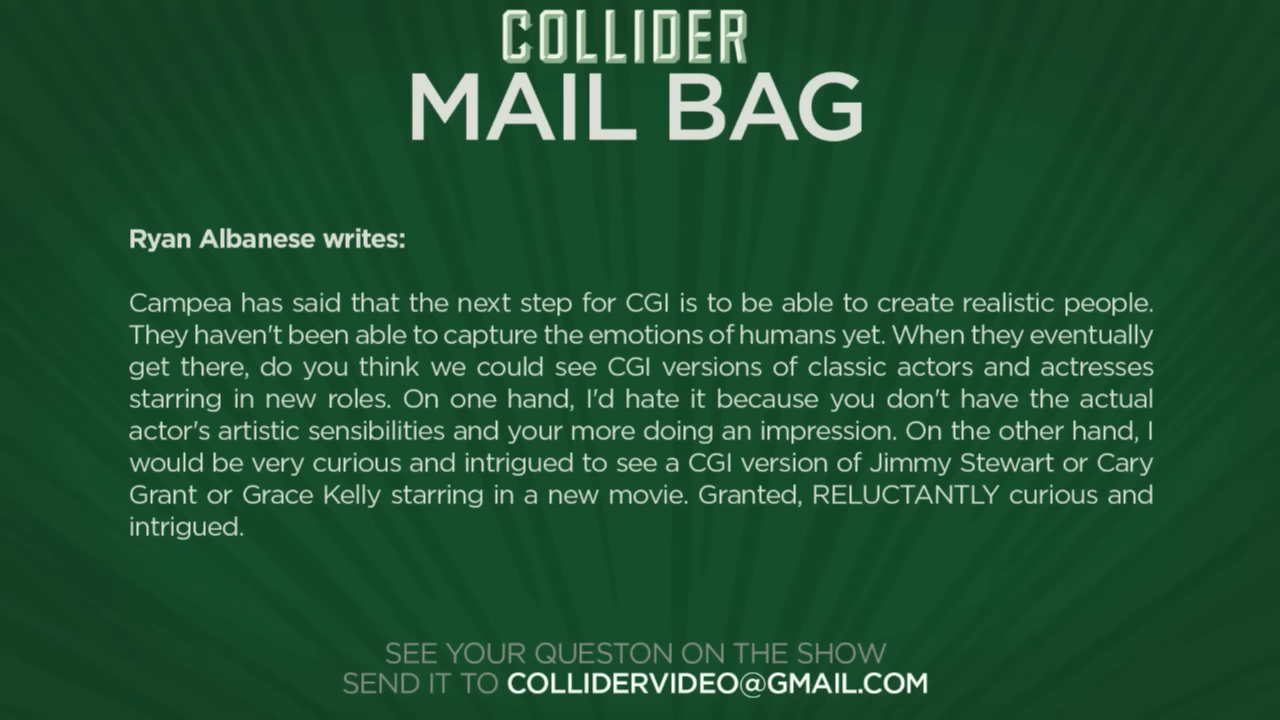 COLLIDER
MAIL BAG
Ryan Albanese writes:
Campea has said that the next step for CGI is to be able to create realistic people.
They haven't been able to capture the emotions of humans yet. When they eventually
get there, do you think we could see CGI versions of classic actors and actresses
starring in new roles. On one hand, I'd hate it because you don't have the actual
actor's artistic sensibilities and your more doing an impression. On the other hand, I
would be very curious and intrigued to see a CGI version of Jimmy Stewart or Cary
Grant or Grace Kelly starring in a new movie. Granted, RELUCTANTLY curious and
intrigued.
SEE YOUR QUESTON ON THE SHOW
SEND IT TO COLLIDERVIDEO@GMAIL.COM